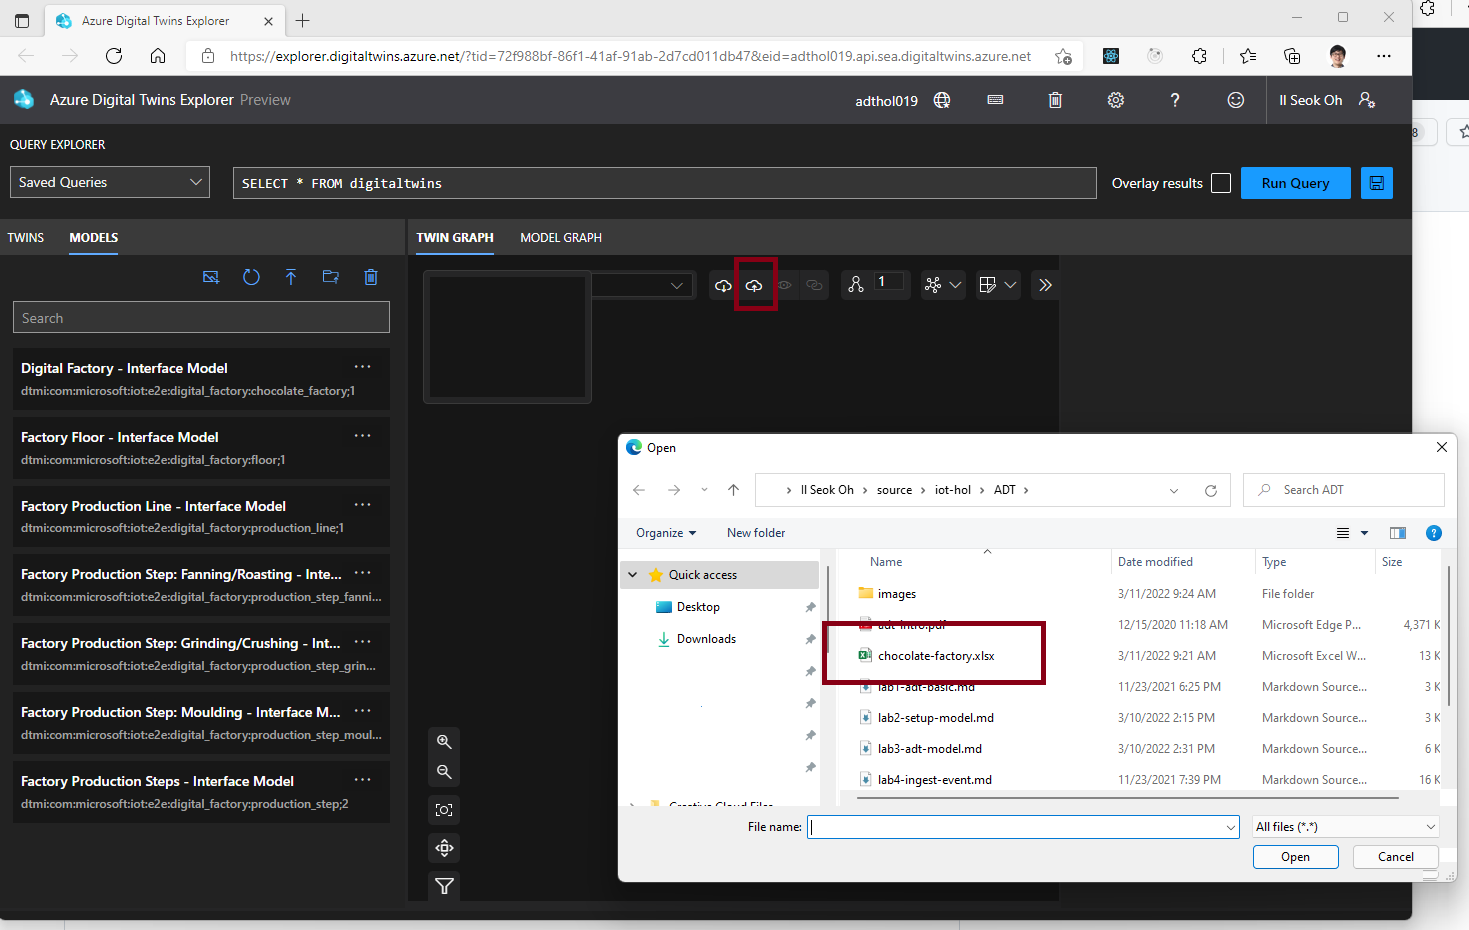 Azure Digital Twins Explorer
https://explorer.digitaltwins.azure.net/?tid=72f988bf-86f1-41af-91ab-2d7cd011db47&eid=adthol019.api.sea.digitaltwins.azure.net
Azure Digital Twins Explorer Preview
adthol019
Il Seok Oh
8
QUERY EXPLORER
Saved Queries
SELECT * FROM digitaltwins
Overlay results
Run Query
TWINS
MODELS
TWIN GRAPH
MODEL GRAPH
1
Search
Digital Factory - Interface Model
dtmi:com:microsoft:iot:e2e:digital_factory:chocolate_factory;1
Factory Floor - Interface Model
dtmi:com:microsoft:iot:e2e:digital_factory:floor;1
Factory Production Line - Interface Model
dtmi:com:microsoft:iot:e2e:digital_factory:production_line;1
Factory Production Step: Fanning/Roasting - Inte...
dtmi:com:microsoft:iot:e2e:digital_factory:production_step_fanni...
Factory Production Step: Grinding/Crushing - Int...
dtmi:com:microsoft:iot:e2e:digital_factory:production_step_grin...
Factory Production Step: Moulding - Interface M...
dtmi:com:microsoft:iot:e2e:digital_factory:production_step_moul...
Factory Production Steps - Interface Model
dtmi:com:microsoft:iot:e2e:digital_factory:production_step;2
Open
Il Seok Oh > source > iot-hol > ADT >
Search ADT
Organize
New folder
Name Date modified Type Size
Quick access
Desktop
Downloads
Creative Cloud Files
images 3/11/2022 9:24 AM File folder
adt-intro.pdf 12/15/2020 11:18 AM Microsoft Edge P... 4,371 K
chocolate-factory.xlsx 3/11/2022 9:21 AM Microsoft Excel W... 13 K
lab1-adt-basic.md 11/23/2021 6:25 PM Markdown Source... 3 K
lab2-setup-model.md 3/10/2022 2:15 PM Markdown Source... 3 K
lab3-adt-model.md 3/10/2022 2:31 PM Markdown Source... 6 K
lab4-ingest-event.md 11/23/2021 7:39 PM Markdown Source... 16 K
File name:
All files (*.*)
Open
Cancel